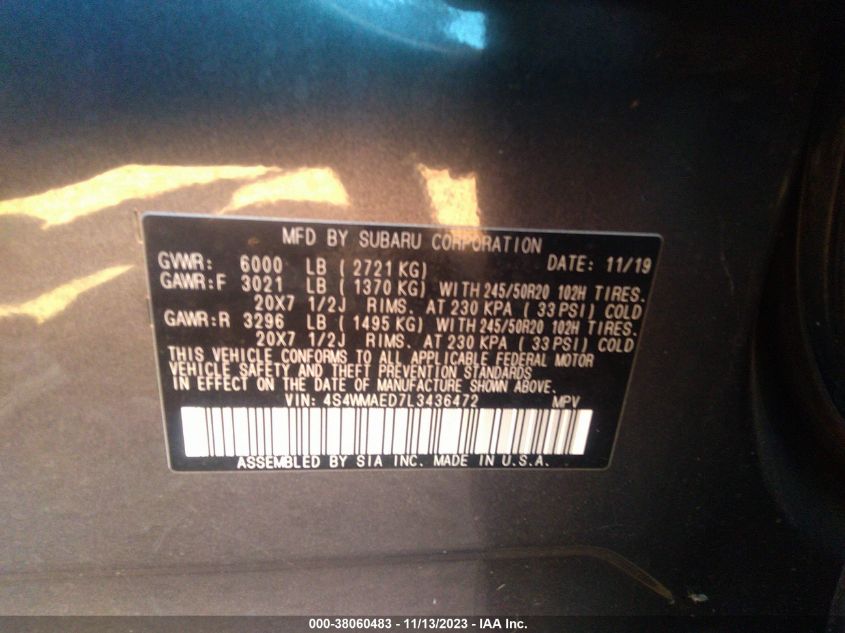 MFD BY SUBARU CORPORATION
GVWR: 6000 LB ( 2721 KG) DATE: 11/19
GAWR:F 3021 LB ( 1370 KG) WITH 245/50R20 102H TIRES.
20X7 1/2J RIMS. AT 230 KPA ( 33 PSI) COLD
GAWR:R 3296 LB ( 1495 KG) WITH 245/50R20 102H TIRES.
20X7 1/2J RIMS. AT 230 KPA ( 33 PSI) COLD
THIS VEHICLE CONFORMS TO ALL APPLICABLE FEDERAL MOTOR
VEHICLE SAFETY AND THEFT PREVENTION STANDARDS
IN EFFECT ON THE DATE OF MANUFACTURE SHOWN ABOVE.
VIN: 4S4WMAED7L3436472 MPV
ASSEMBLED BY SIA INC. MADE IN U.S.A.
000-38060483 - 11/13/2023 - IAA Inc.